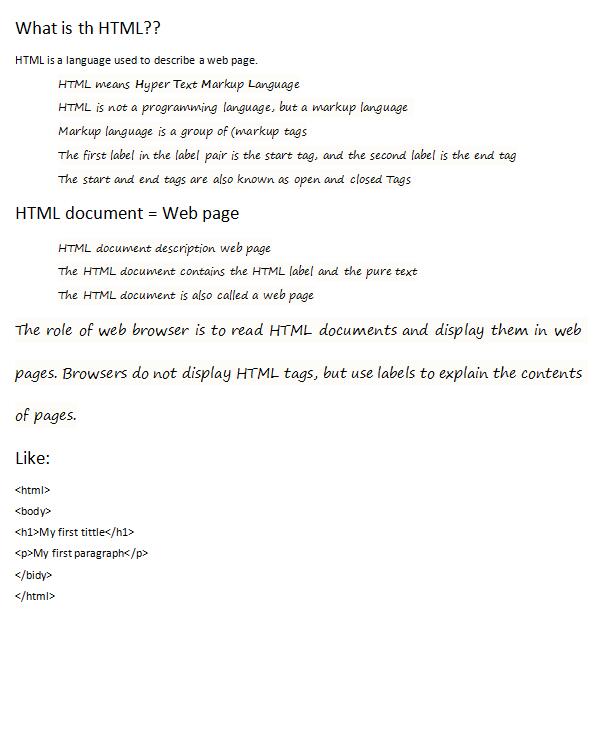 What is th HTML??
HTML is a language used to describe a web page.
HTML means Hyper Text Markup Language
HTML is not a programming language, but a markup language
Markup language is a group of (markup tags
The first label in the label pair is the start tag, and the second label is the end tag
The start and end tags are also known as open and closed Tags
HTML document = Web page
HTML document description web page
The HTML document contains the HTML label and the pure text
The HTML document is also called a web page
The role of web browser is to read HTML documents and display them in web
pages. Browsers do not display HTML tags, but use labels to explain the contents
of pages.
Like:
<html>
<body>
<h1>My first tittle</h1>
<p>My first paragraph</p>
</bidy>
</html>